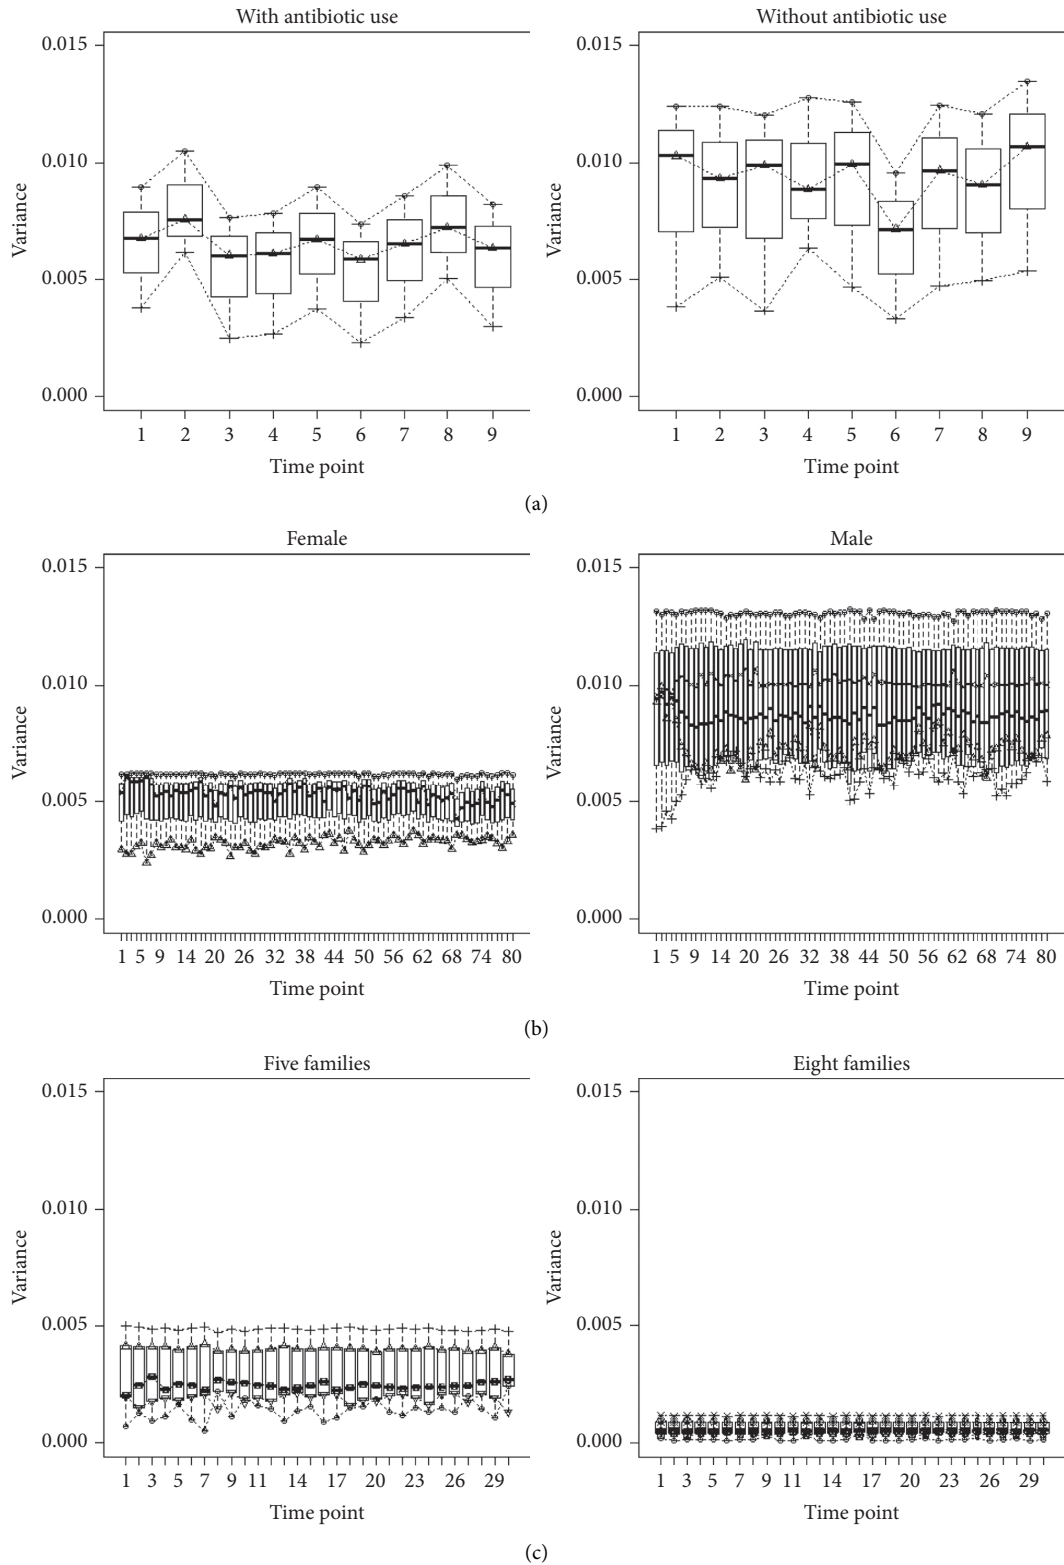 With antibiotic use
0.015
0.010
0.005
0.000
Variance
1 2 3 4 5 6 7 8 9
Time point
Without antibiotic use
0.015
0.010
0.005
0.000
Variance
1 2 3 4 5 6 7 8 9
Time point
(a)
Female
0.015
0.010
0.005
0.000
Variance
1 5 9 14 20 26 32 38 44 50 56 62 68 74 80
Time point
Male
0.015
0.010
0.005
0.000
Variance
1 5 9 14 20 26 32 38 44 50 56 62 68 74 80
Time point
(b)
Five families
0.015
0.010
0.005
0.000
Variance
1 3 5 7 9 11 14 17 20 23 26 29
Time point
Eight families
0.015
0.010
0.005
0.000
Variance
1 3 5 7 9 11 14 17 20 23 26 29
Time point
(c)